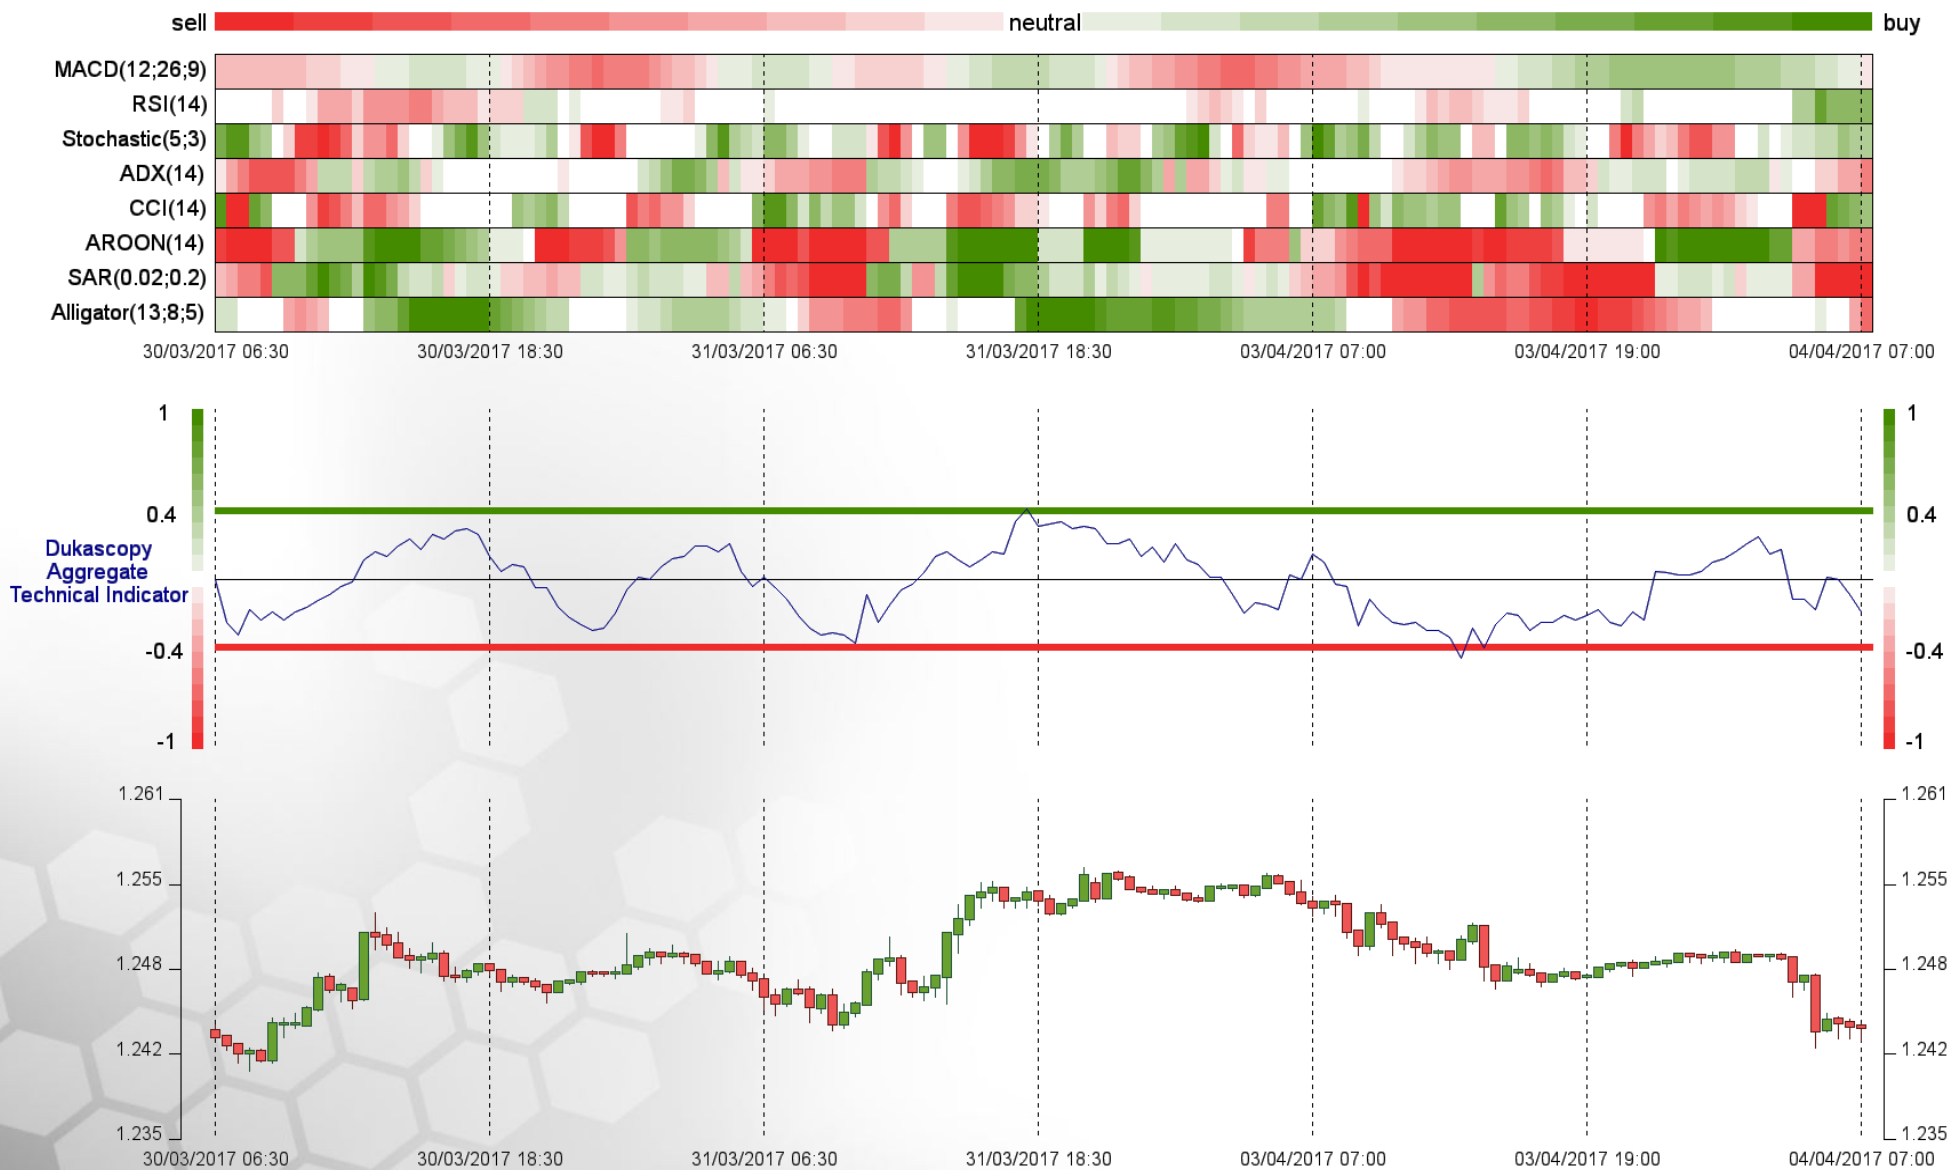 sell neutral buy
MACD(12;26;9)
RSI(14)
Stochastic(5;3)
ADX(14)
CCI(14)
AROON(14)
SAR(0.02;0.2)
Alligator(13;8;5)
30/03/2017 06:30 30/03/2017 18:30 31/03/2017 06:30 31/03/2017 18:30 03/04/2017 07:00 03/04/2017 19:00 04/04/2017 07:00
1 1
0.4 0.4
Dukascopy
Aggregate
Technical Indicator
-0.4 -0.4
-1 -1
1.261 1.261
1.255 1.255
1.248 1.248
1.242 1.242
1.235 1.235
30/03/2017 06:30 30/03/2017 18:30 31/03/2017 06:30 31/03/2017 18:30 03/04/2017 07:00 03/04/2017 19:00 04/04/2017 07:00